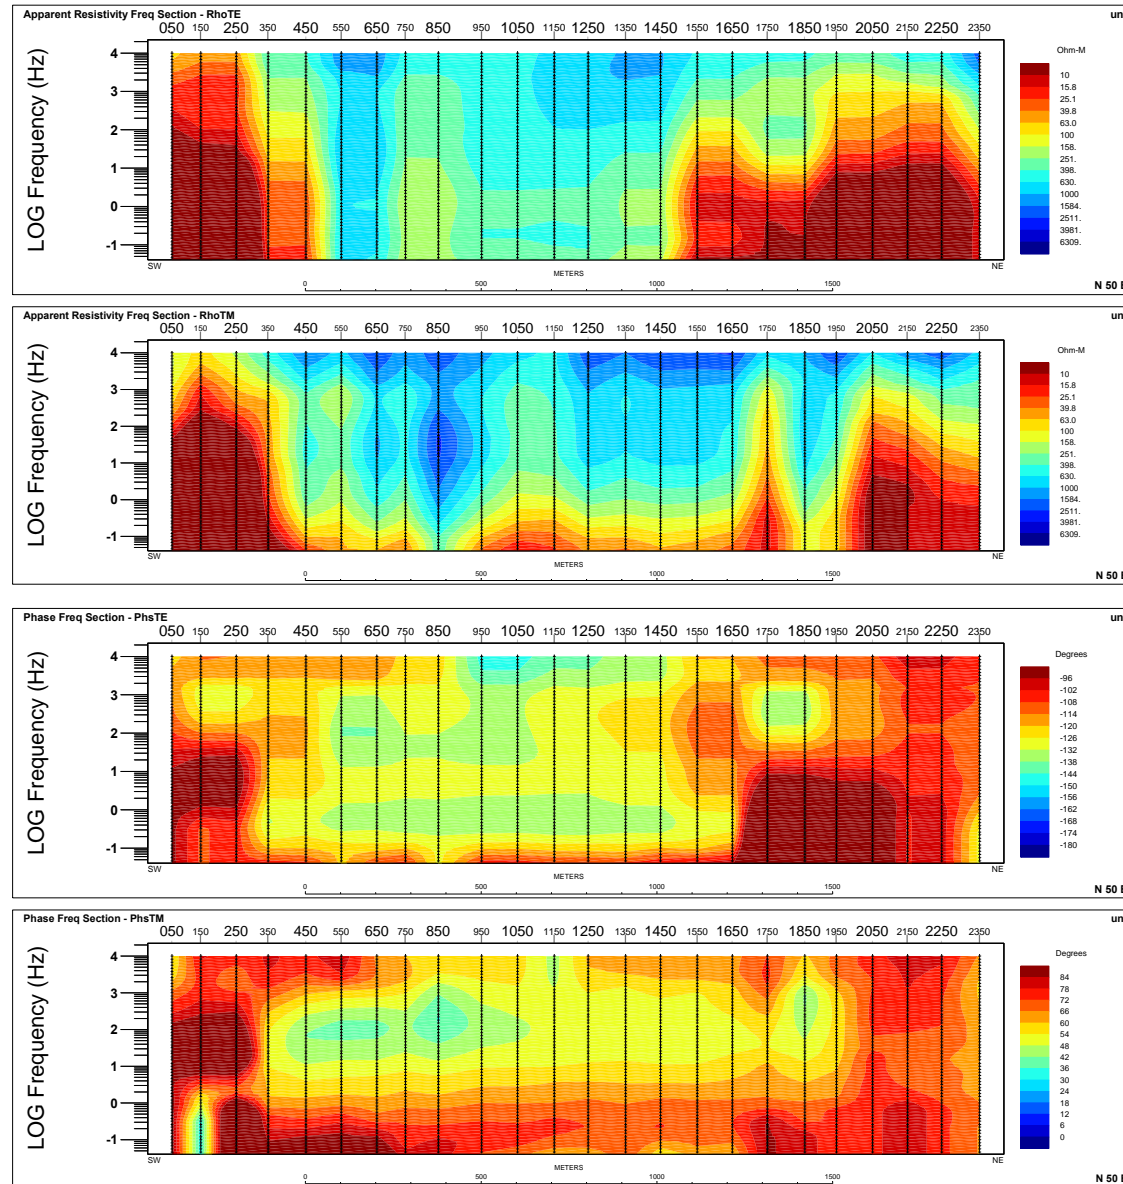 Apparent Resistivity Freq Section - RhoTE
un
050 150 250 350 450 550 650 750 850 950 1050 1150 1250 1350 1450 1550 1650 1750 1850 1950 2050 2150 2250 2350
LOG Frequency (Hz)
4
3
2
1
0
-1
SW
NE
METERS
0 500 1000 1500
N 50 E
Ohm-M
10
15.8
25.1
39.8
63.0
100
158.
251.
398.
630.
1000
1584.
2511.
3981.
6309.
Apparent Resistivity Freq Section - RhoTM
un
050 150 250 350 450 550 650 750 850 950 1050 1150 1250 1350 1450 1550 1650 1750 1850 1950 2050 2150 2250 2350
LOG Frequency (Hz)
4
3
2
1
0
-1
SW
NE
METERS
0 500 1000 1500
N 50 E
Ohm-M
10
15.8
25.1
39.8
63.0
100
158.
251.
398.
630.
1000
1584.
2511.
3981.
6309.
Phase Freq Section - PhsTE
un
050 150 250 350 450 550 650 750 850 950 1050 1150 1250 1350 1450 1550 1650 1750 1850 1950 2050 2150 2250 2350
LOG Frequency (Hz)
4
3
2
1
0
-1
SW
NE
METERS
0 500 1000 1500
N 50 E
Degrees
-96
-102
-108
-114
-120
-126
-132
-138
-144
-150
-156
-162
-168
-174
-180
Phase Freq Section - PhsTM
un
050 150 250 350 450 550 650 750 850 950 1050 1150 1250 1350 1450 1550 1650 1750 1850 1950 2050 2150 2250 2350
LOG Frequency (Hz)
4
3
2
1
0
-1
SW
NE
METERS
0 500 1000 1500
N 50 E
Degrees
84
78
72
66
60
54
48
42
36
30
24
18
12
6
0